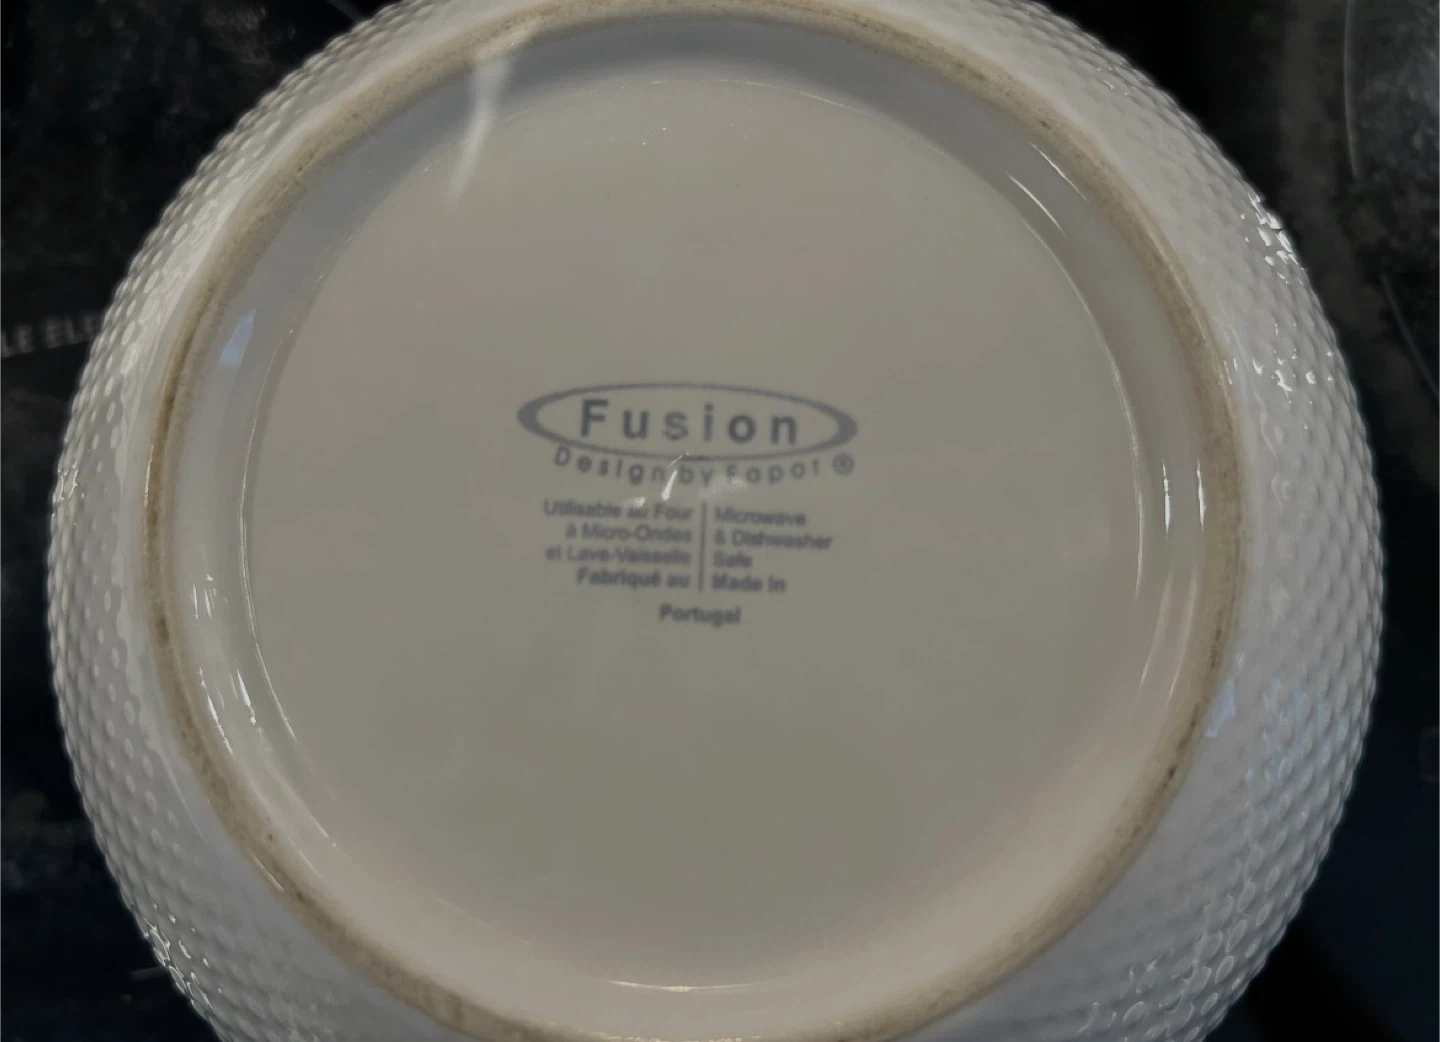 Fusion
Design by Fapor ®
Utilisable au Four
à Micro-Ondes
et Lave-Vaisselle
Fabriqué au
Microwave
& Dishwasher
Safe
Made in
Portugal